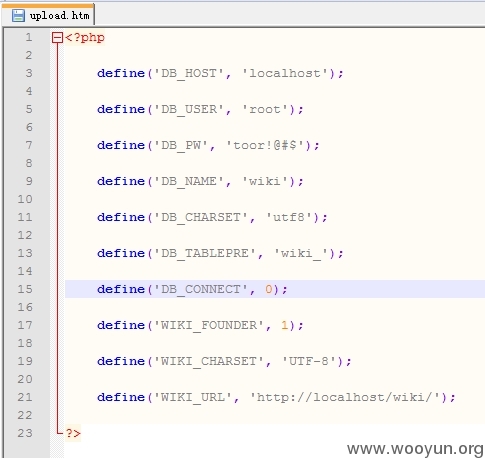 upload.htm
1 <?php
2
3 define('DB_HOST', 'localhost');
4
5 define('DB_USER', 'root');
6
7 define('DB_PW', 'toor!@#$');
8
9 define('DB_NAME', 'wiki');
10
11 define('DB_CHARSET', 'utf8');
12
13 define('DB_TABLEPRE', 'wiki_');
14
15 define('DB_CONNECT', 0);
16
17 define('WIKI_FOUNDER', 1);
18
19 define('WIKI_CHARSET', 'UTF-8');
20
21 define('WIKI_URL', 'http://localhost/wiki/');
22
23 ?>
www.wooyun.org